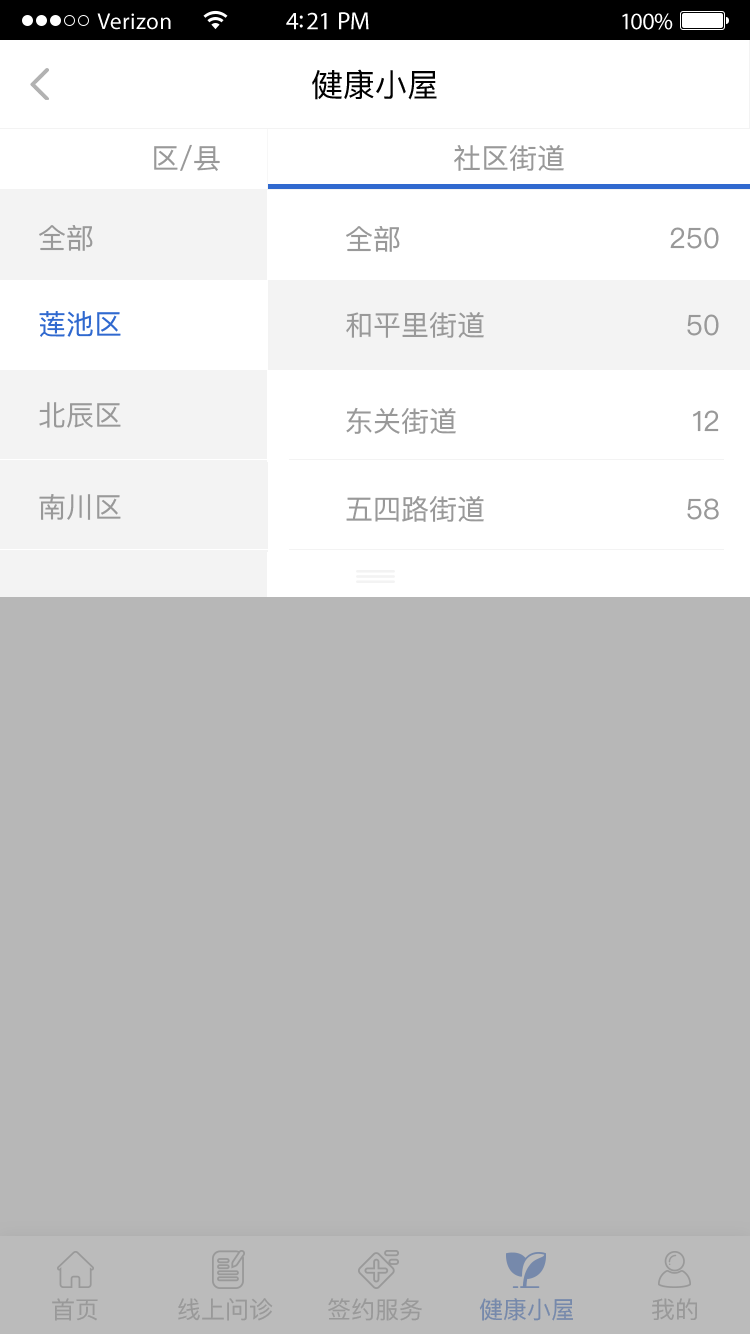 Verizon 4:21 PM 100%
健康小屋
区/县 社区街道
全部 全部 250
莲池区 和平里街道 50
北辰区 东关街道 12
南川区 五四路街道 58
首页 线上问诊 签约服务 健康小屋 我的